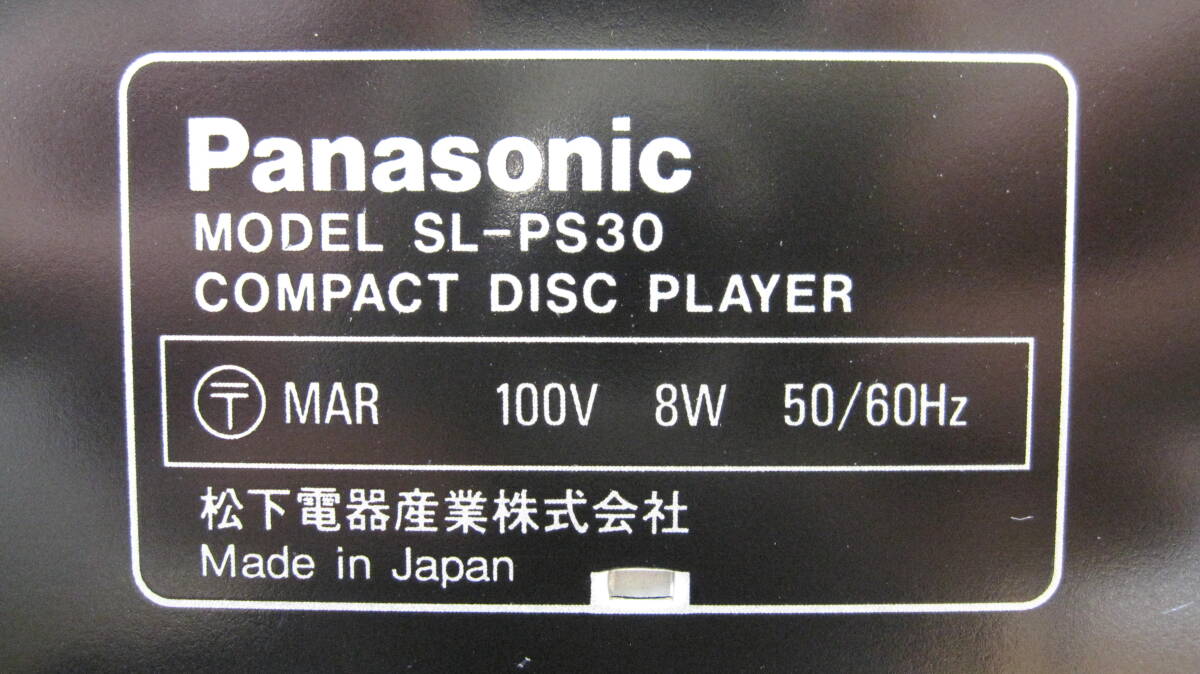 Panasonic
MODEL SL-PS30
COMPACT DISC PLAYER
〶 MAR 100V 8W 50/60Hz
松下電器産業株式会社
Made in Japan